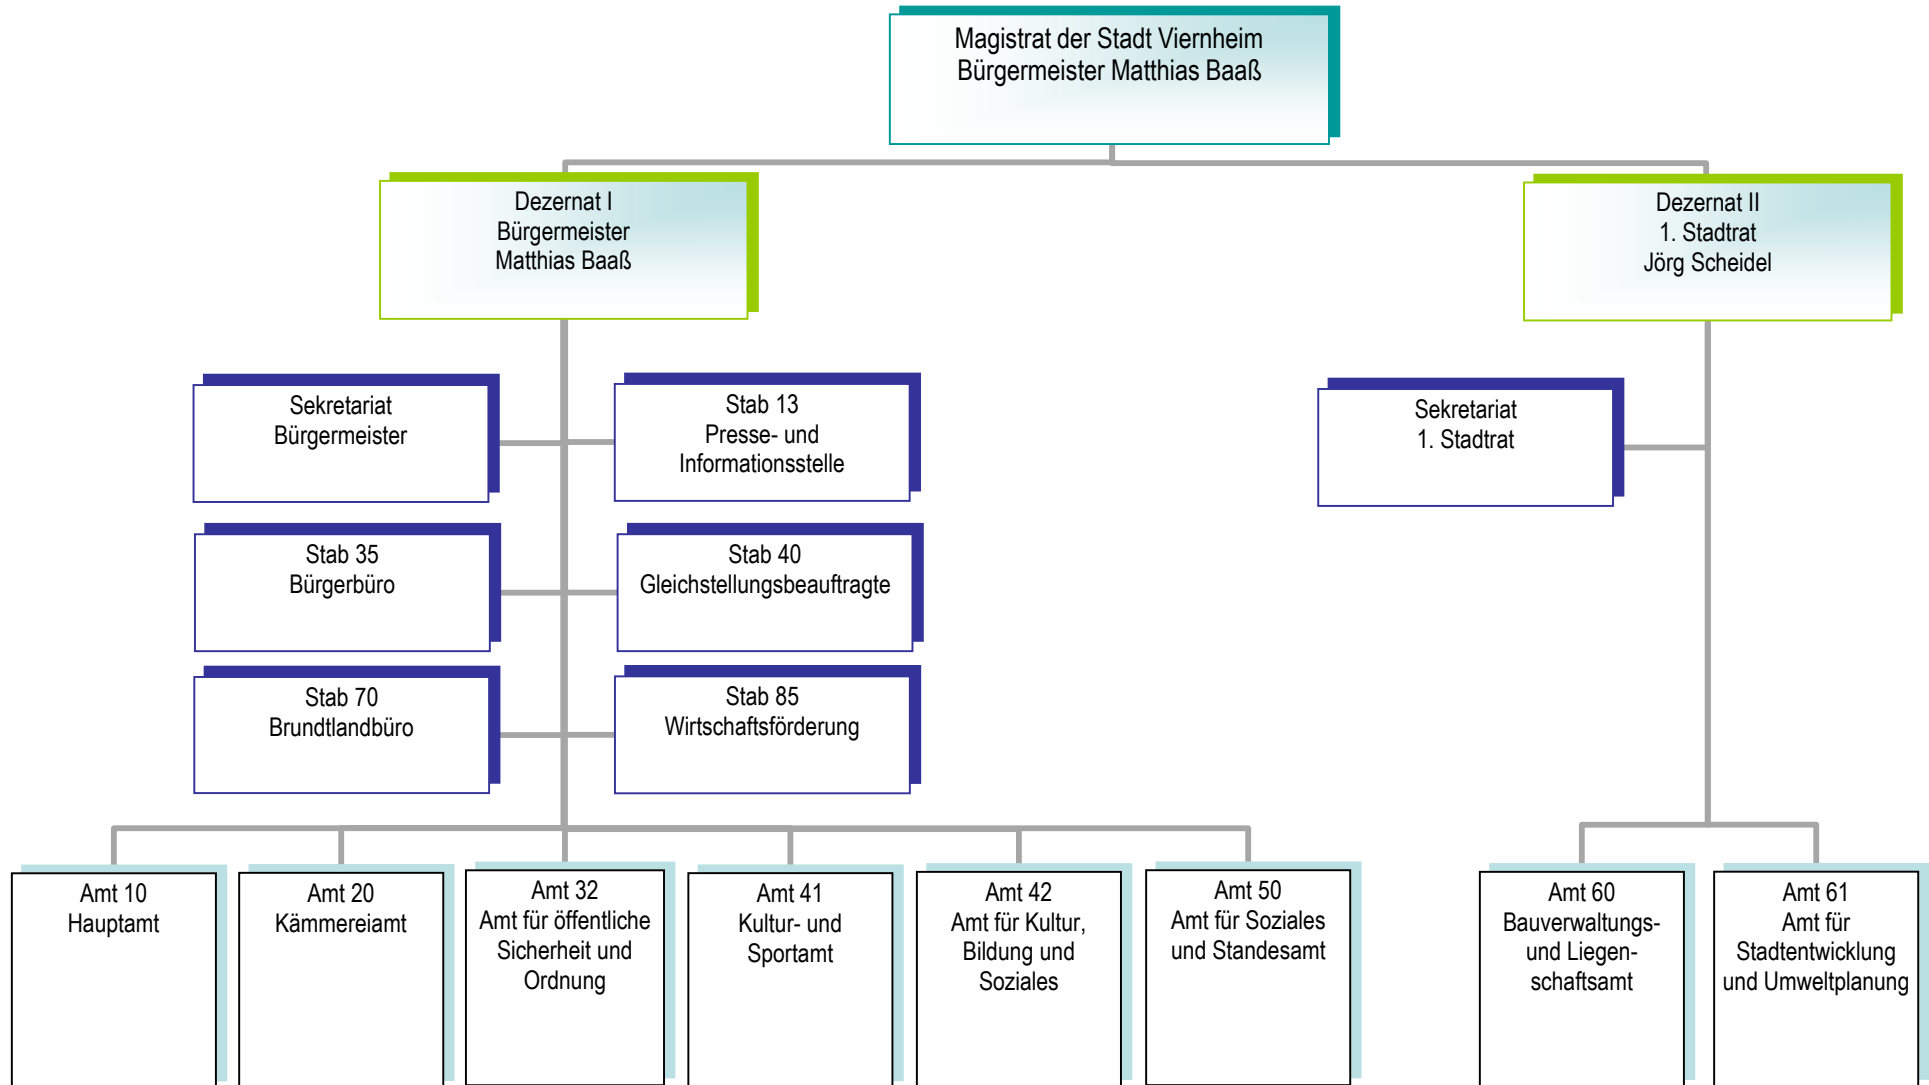 Magistrat der Stadt Viernheim
Bürgermeister Matthias Baaß
Dezernat I
Bürgermeister
Matthias Baaß
Dezernat II
1. Stadtrat
Jörg Scheidel
Sekretariat
Bürgermeister
Stab 13
Presse- und
Informationsstelle
Sekretariat
1. Stadtrat
Stab 35
Bürgerbüro
Stab 40
Gleichstellungsbeauftragte
Stab 70
Brundtlandbüro
Stab 85
Wirtschaftsförderung
Amt 10
Hauptamt
Amt 20
Kämmereiamt
Amt 32
Amt für öffentliche
Sicherheit und
Ordnung
Amt 41
Kultur- und
Sportamt
Amt 42
Amt für Kultur,
Bildung und
Soziales
Amt 50
Amt für Soziales
und Standesamt
Amt 60
Bauverwaltungs-
und Liegen-
schaftsamt
Amt 61
Amt für
Stadtentwicklung
und Umweltplanung